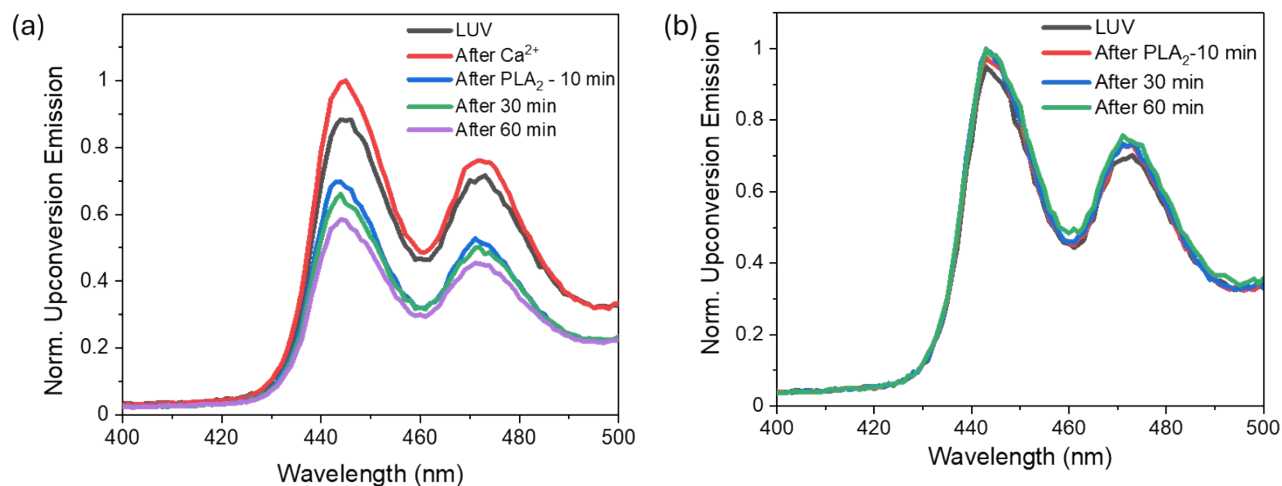 (a)
LUV
After Ca²⁺
After PLA₂ - 10 min
After 30 min
After 60 min
1
0.8
0.6
0.4
0.2
0
Norm. Upconversion Emission
400 420 440 460 480 500
Wavelength (nm)
(b)
LUV
After PLA₂-10 min
After 30 min
After 60 min
1
0.8
0.6
0.4
0.2
0
Norm. Upconversion Emission
400 420 440 460 480 500
Wavelength (nm)